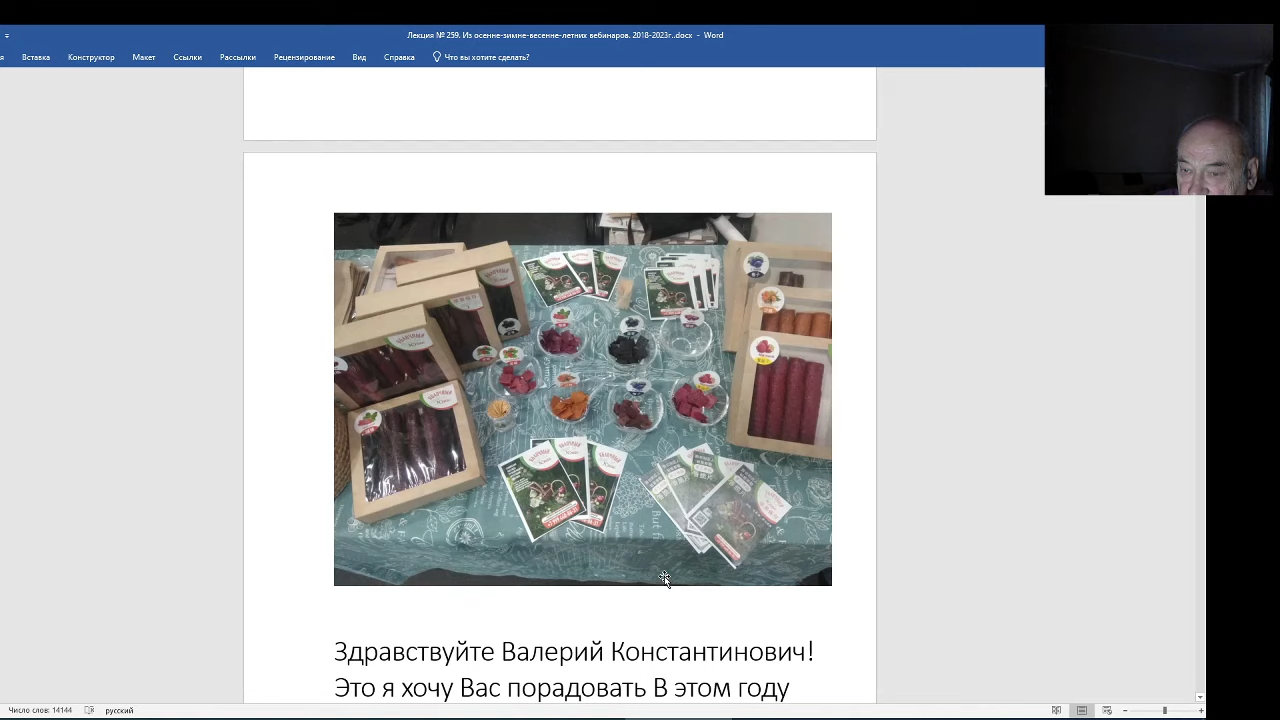 Лекция № 259. Из осенне-зимне-весенне-летних вебинаров. 2018-2023г..docx - Word
Вставка Конструктор Макет Ссылки Рассылки Рецензирование Вид Справка Что вы хотите сделать?
Здравствуйте Валерий Константинович!
Это я хочу Вас порадовать В этом году
Число слов: 14144 русский